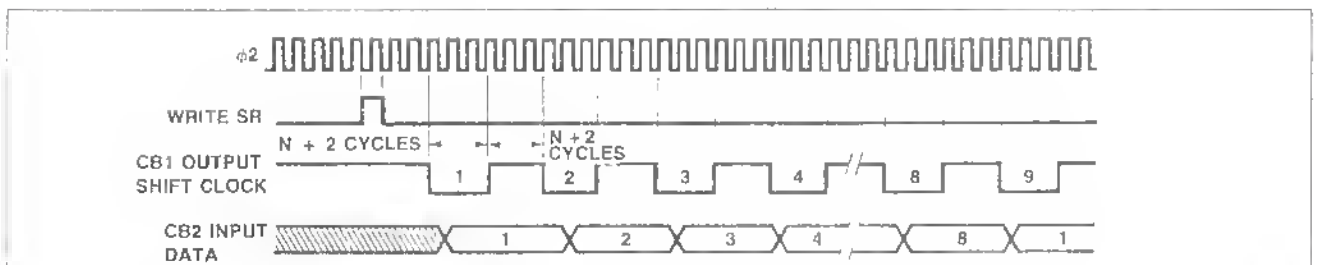 φ2
WRITE SR
N + 2 CYCLES
N + 2
CYCLES
CB1 OUTPUT
SHIFT CLOCK
1 2 3 4 8 9
CB2 INPUT
DATA
1 2 3 4 8 1